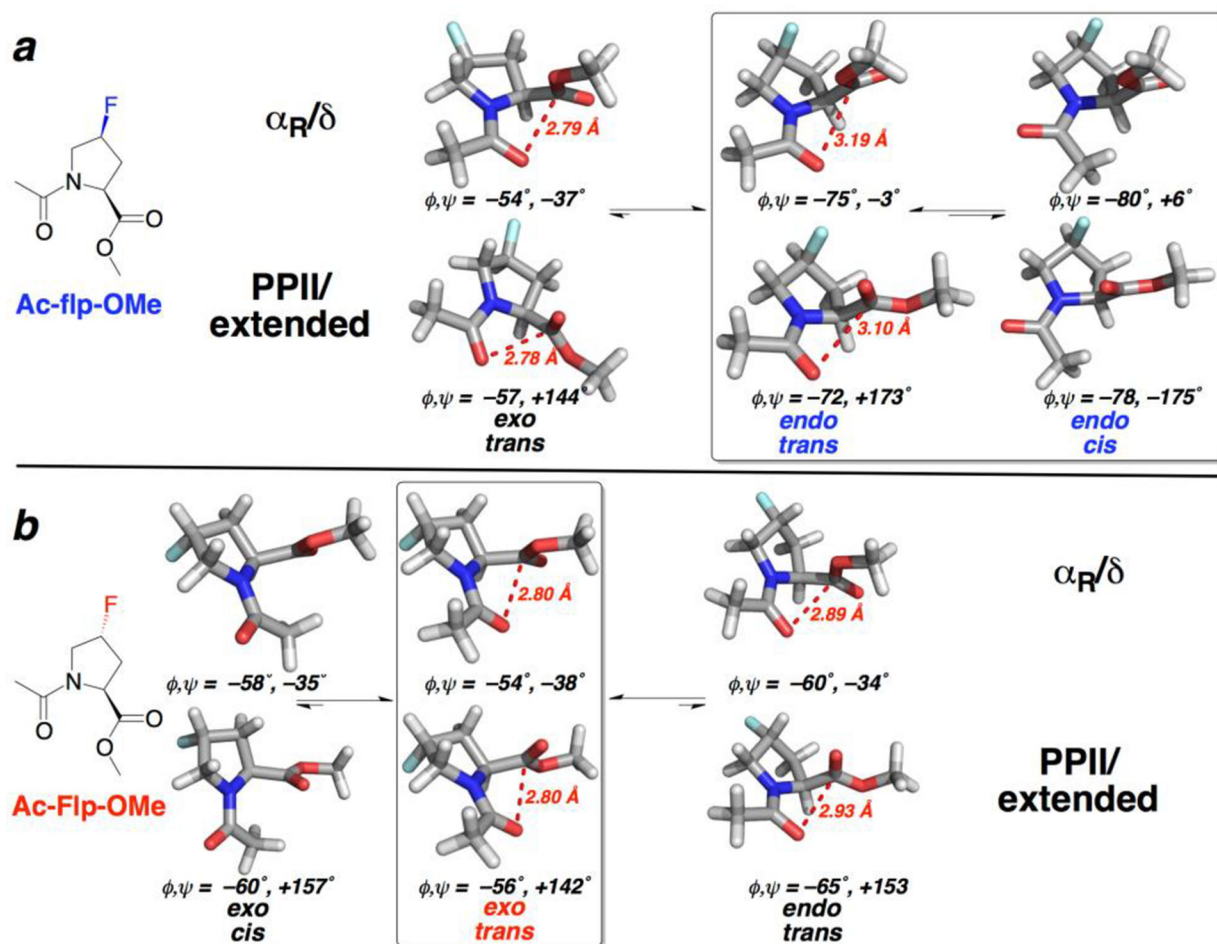 a
F
N
O
O
O
Ac-flp-OMe
αR/δ
PPII/
extended
2.79 Å
ϕ,ψ = –54°, –37°
3.19 Å
ϕ,ψ = –75°, –3°
ϕ,ψ = –80°, +6°
2.78 Å
ϕ,ψ = –57, +144°
exo
trans
3.10 Å
ϕ,ψ = –72, +173°
endo
trans
ϕ,ψ = –78, –175°
endo
cis
b
F
N
O
O
O
Ac-Flp-OMe
ϕ,ψ = –58°, –35°
2.80 Å
ϕ,ψ = –54°, –38°
2.89 Å
ϕ,ψ = –60°, –34°
αR/δ
ϕ,ψ = –60°, +157°
exo
cis
2.80 Å
ϕ,ψ = –56°, +142°
exo
trans
2.93 Å
ϕ,ψ = –65°, +153
endo
trans
PPII/
extended